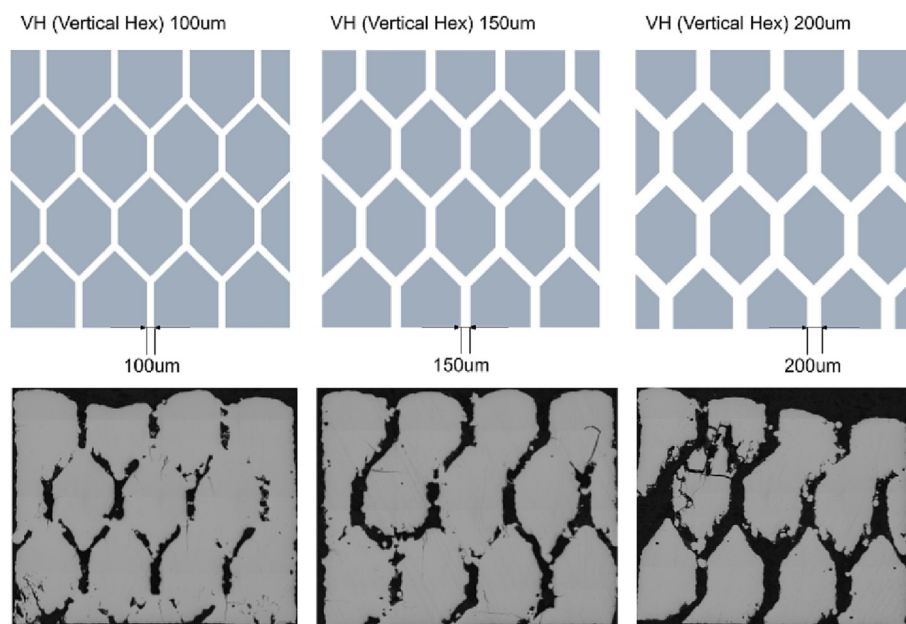 VH (Vertical Hex) 100um
VH (Vertical Hex) 150um
VH (Vertical Hex) 200um
100um
150um
200um